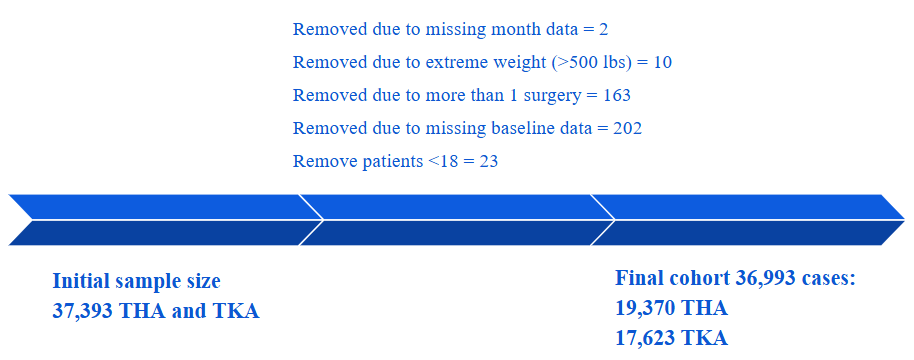 Removed due to missing month data = 2
Removed due to extreme weight (>500 lbs) = 10
Removed due to more than 1 surgery = 163
Removed due to missing baseline data = 202
Remove patients <18 = 23
Initial sample size
37,393 THA and TKA
Final cohort 36,993 cases:
19,370 THA
17,623 TKA